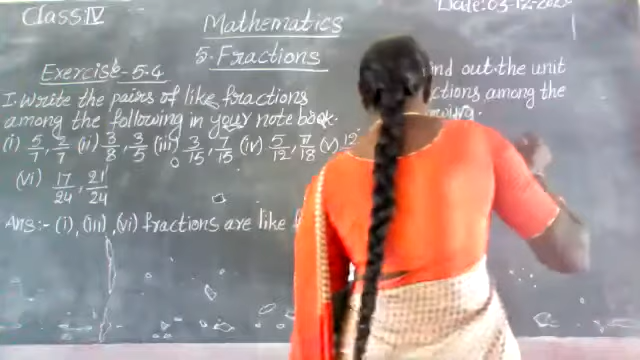 Class: IV
Mathematics
Date: 03-12-202
5. Fractions
Exercise-5.4
I. Write the pairs of like fractions
among the following in your note book.
(i) 5/7, 2/7 (ii) 3/8, 3/5 (iii) 3/15, 7/15 (iv) 5/12, 7/18 (v) 12
(vi) 17/24, 21/24
Ans:- (i), (iii), (vi) fractions are like
ind out the unit
ctions among the